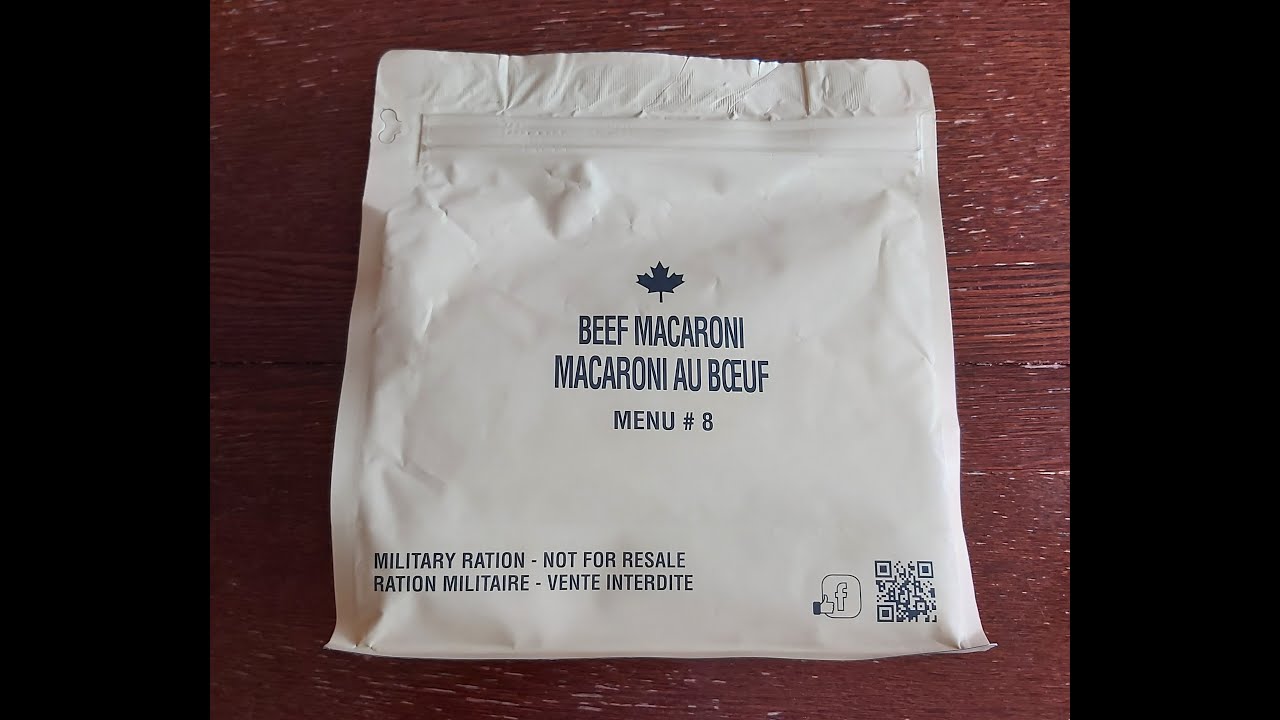 BEEF MACARONI
MACARONI AU BŒUF
MENU # 8
MILITARY RATION - NOT FOR RESALE
RATION MILITAIRE - VENTE INTERDITE
f